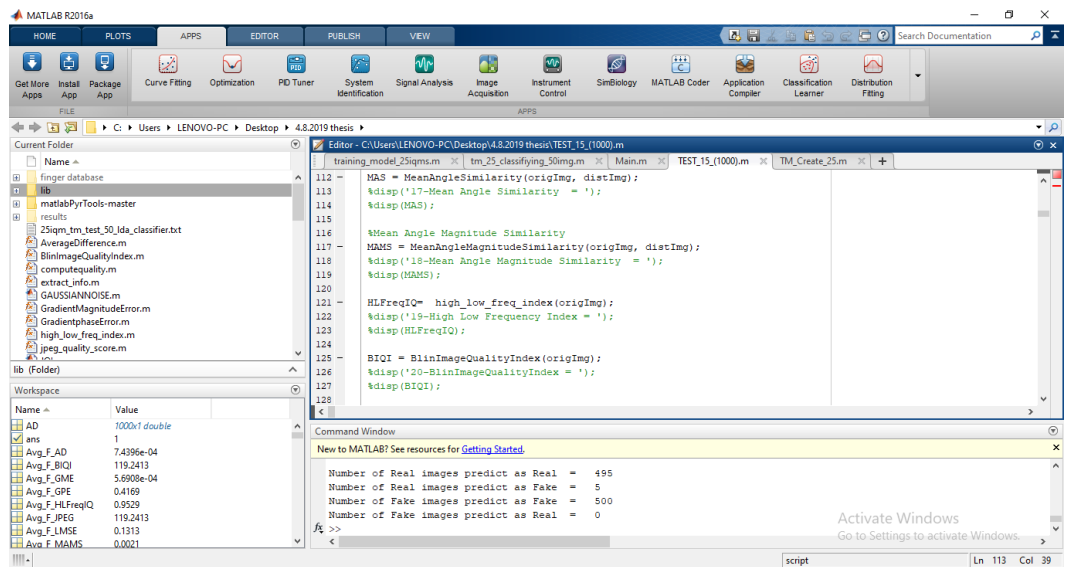 MATLAB R2016a
HOME PLOTS APPS EDITOR PUBLISH VIEW Search Documentation
Get More Apps Install App Package App Curve Fitting Optimization PID Tuner System Identification Signal Analysis Image Acquisition Instrument Control SimBiology MATLAB Coder Application Compiler Classification Learner Distribution Fitting
FILE APPS
C: Users LENOVO-PC Desktop 4.8.2019 thesis
Current Folder
Name
finger database
lib
matlabPyrTools-master
results
25iqm_tm_test_50_lda_classifier.txt
AverageDifference.m
BlinImageQualityIndex.m
computequality.m
extract_info.m
GAUSSIANNOISE.m
GradientMagnitudeError.m
GradientphaseError.m
high_low_freq_index.m
jpeg_quality_score.m
lib (Folder)
Workspace
Name Value
AD 1000x1 double
ans 1
Avg_F_AD 7.4396e-04
Avg_F_BIQI 119.2413
Avg_F_GME 5.6908e-04
Avg_F_GPE 0.4169
Avg_F_HLFreqIQ 0.9529
Avg_F_JPEG 119.2413
Avg_F_LMSE 0.1313
Avg_F_MAMS 0.0021
Editor - C:\Users\LENOVO-PC\Desktop\4.8.2019 thesis\TEST_15_(1000).m
training_model_25iqms.m tm_25_classifiying_50img.m Main.m TEST_15_(1000).m TM_Create_25.m +
112 - MAS = MeanAngleSimilarity(origImg, distImg);
113 %disp('17-Mean Angle Similarity = ');
114 %disp(MAS);
115
116 %Mean Angle Magnitude Similarity
117 - MAMS = MeanAngleMagnitudeSimilarity(origImg, distImg);
118 %disp('18-Mean Angle Magnitude Similarity = ');
119 %disp(MAMS);
120
121 - HLFreqIQ= high_low_freq_index(origImg);
122 %disp('19-High Low Frequency Index = ');
123 %disp(HLFreqIQ);
124
125 - BIQI = BlinImageQualityIndex(origImg);
126 %disp('20-BlinImageQualityIndex = ');
127 %disp(BIQI);
128
Command Window
New to MATLAB? See resources for Getting Started.
Number of Real images predict as Real = 495
Number of Real images predict as Fake = 5
Number of Fake images predict as Fake = 500
Number of Fake images predict as Real = 0
fx >>
Activate Windows
Go to Settings to activate Windows.
script Ln 113 Col 39